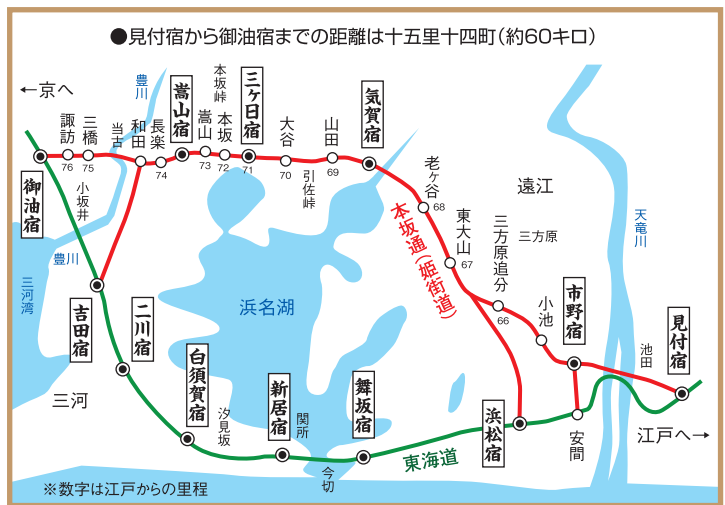 ●見付宿から御油宿までの距離は十五里十四町(約60キロ)
←京へ
諏訪
76
三橋
75
当古
和田
長楽
74
豊川
嵩山宿
本坂峠
嵩山
73
本坂
72
三ヶ日宿
71
大谷
70
引佐峠
山田
69
気賀宿
老ヶ谷
68
東大山
67
本坂通(姫街道)
遠江
三方原
三方原追分
66
小池
市野宿
天竜川
池田
見付宿
江戸へ→
御油宿
小坂井
豊川
三河湾
吉田宿
二川宿
三河
白須賀宿
汐見坂
浜名湖
新居宿
関所
今切
舞坂宿
東海道
浜松宿
安間
※数字は江戸からの里程